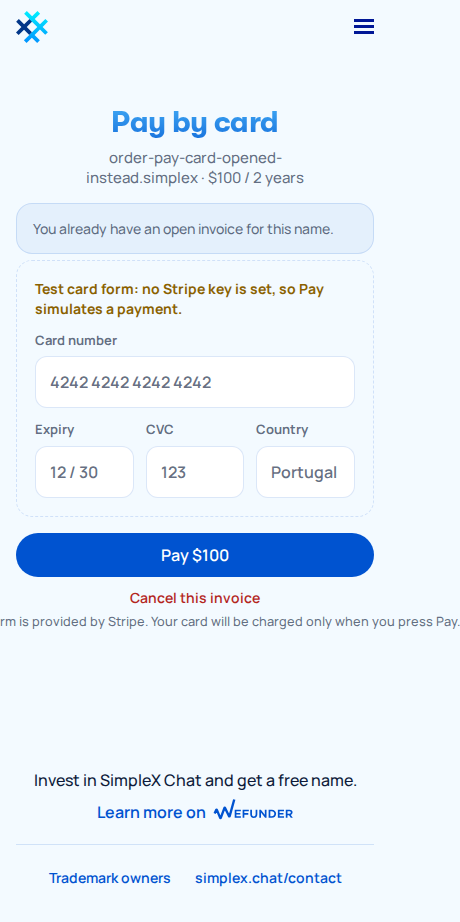 Pay by card
order-pay-card-opened-
instead.simplex · $100 / 2 years
You already have an open invoice for this name.
Test card form: no Stripe key is set, so Pay
simulates a payment.
Card number
4242 4242 4242 4242
Expiry CVC Country
12 / 30 123 Portugal
Pay $100
Cancel this invoice
rm is provided by Stripe. Your card will be charged only when you press Pay.
Invest in SimpleX Chat and get a free name.
Learn more on WEFUNDER
Trademark owners simplex.chat/contact